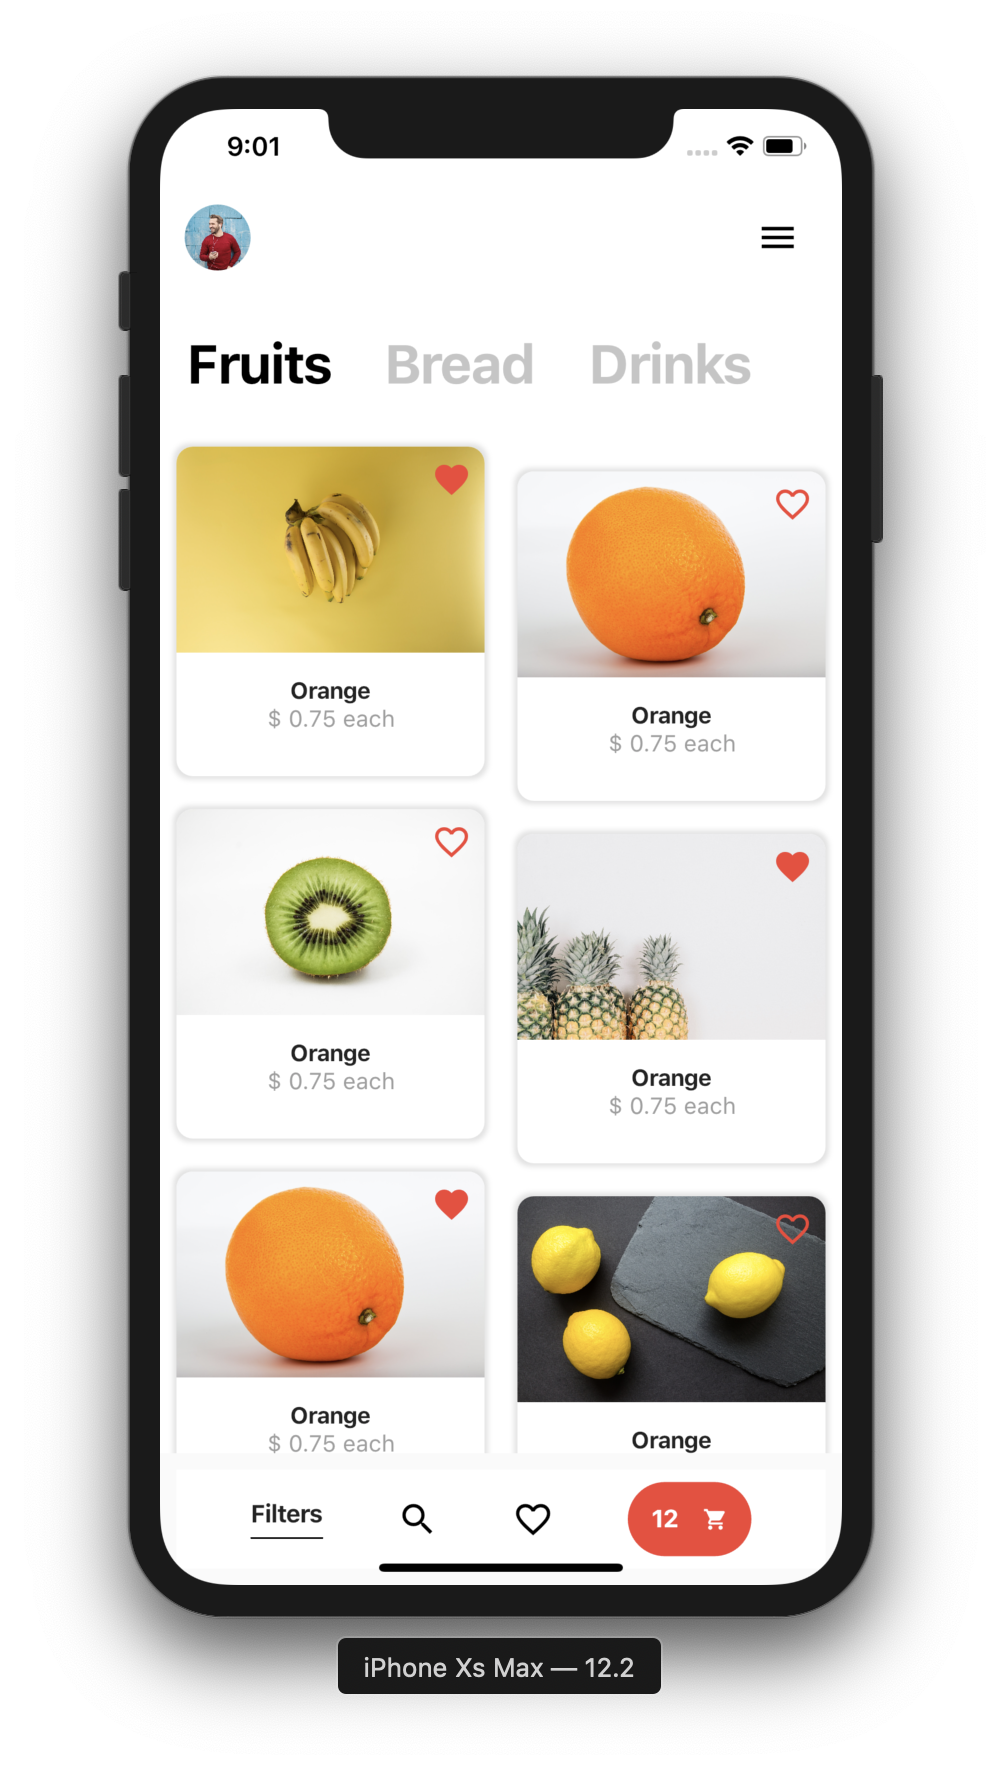 9:01
Fruits Bread Drinks
Orange
$ 0.75 each
Orange
$ 0.75 each
Orange
$ 0.75 each
Orange
$ 0.75 each
Orange
$ 0.75 each
Orange
Filters 12
iPhone Xs Max — 12.2